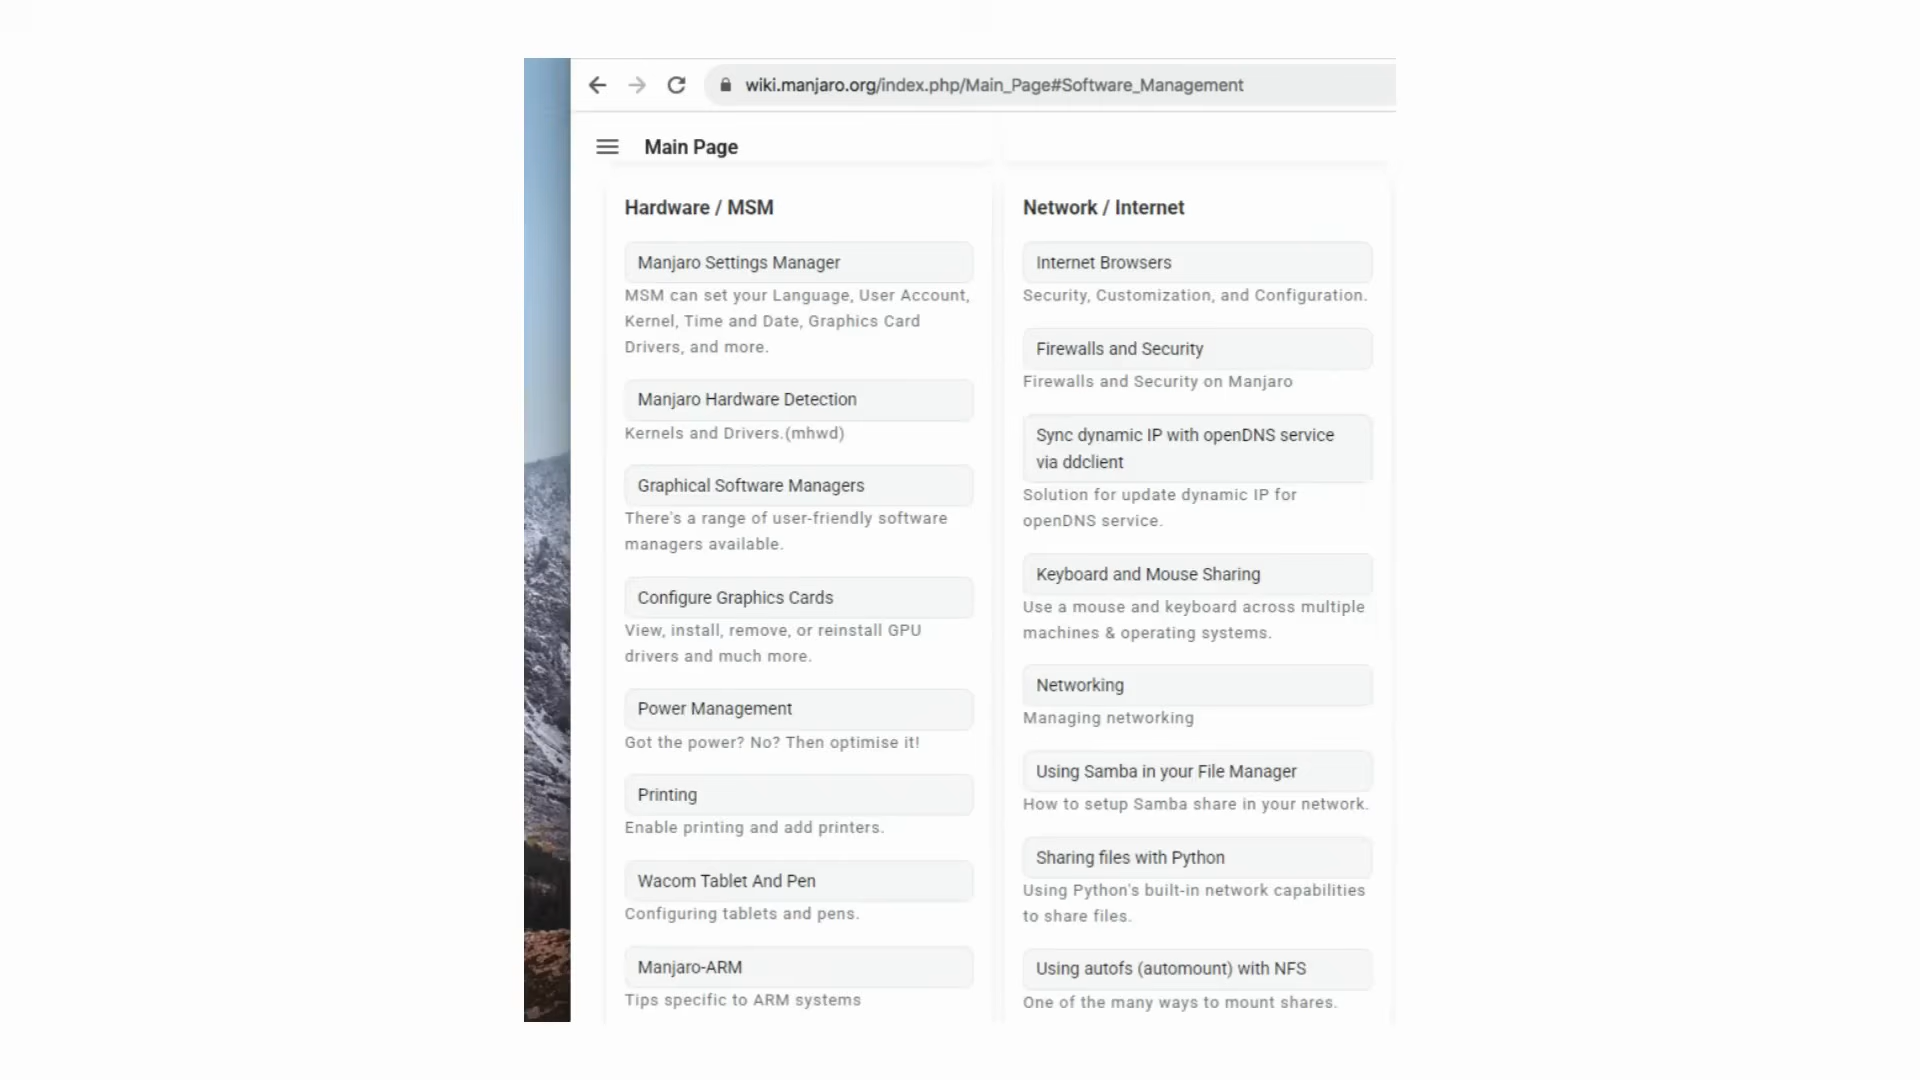 wiki.manjaro.org/index.php/Main_Page#Software_Management
Main Page
Hardware / MSM
Manjaro Settings Manager
MSM can set your Language, User Account,
Kernel, Time and Date, Graphics Card
Drivers, and more.
Manjaro Hardware Detection
Kernels and Drivers.(mhwd)
Graphical Software Managers
There's a range of user-friendly software
managers available.
Configure Graphics Cards
View, install, remove, or reinstall GPU
drivers and much more.
Power Management
Got the power? No? Then optimise it!
Printing
Enable printing and add printers.
Wacom Tablet And Pen
Configuring tablets and pens.
Manjaro-ARM
Tips specific to ARM systems
Network / Internet
Internet Browsers
Security, Customization, and Configuration.
Firewalls and Security
Firewalls and Security on Manjaro
Sync dynamic IP with openDNS service
via ddclient
Solution for update dynamic IP for
openDNS service.
Keyboard and Mouse Sharing
Use a mouse and keyboard across multiple
machines & operating systems.
Networking
Managing networking
Using Samba in your File Manager
How to setup Samba share in your network.
Sharing files with Python
Using Python's built-in network capabilities
to share files.
Using autofs (automount) with NFS
One of the many ways to mount shares.